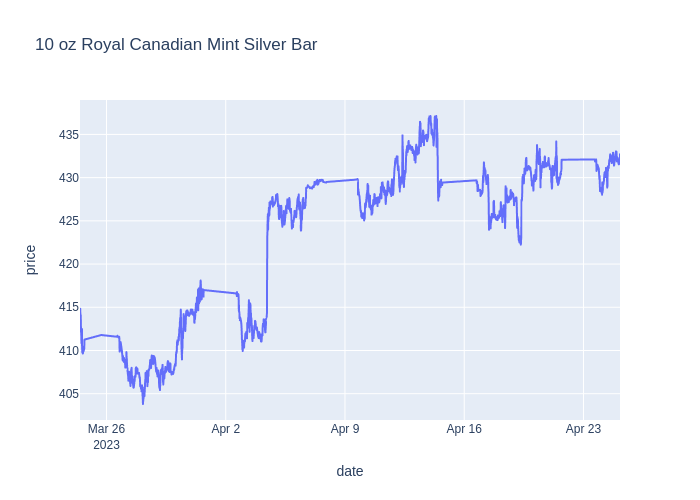 10 oz Royal Canadian Mint Silver Bar
435
430
425
420
415
410
405
price
Mar 26
2023
Apr 2
Apr 9
Apr 16
Apr 23
date